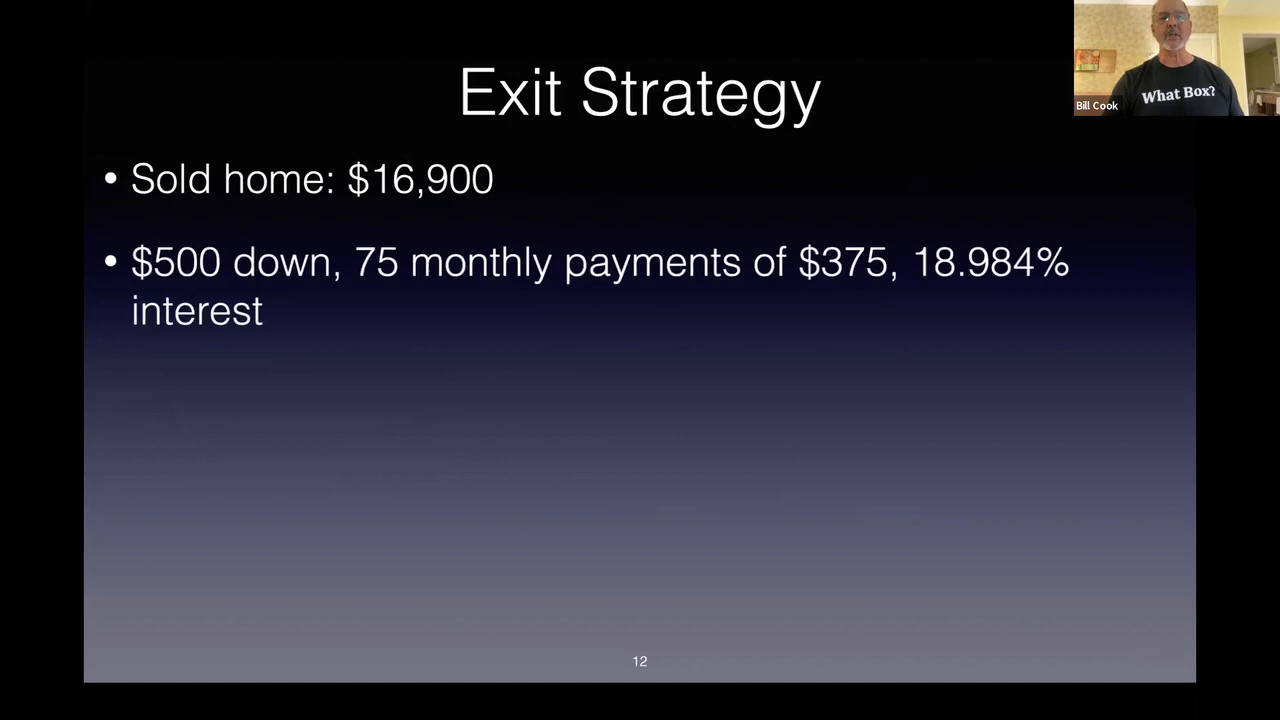 Exit Strategy
• Sold home: $16,900
• $500 down, 75 monthly payments of $375, 18.984%
interest
12
What Box?
Bill Cook